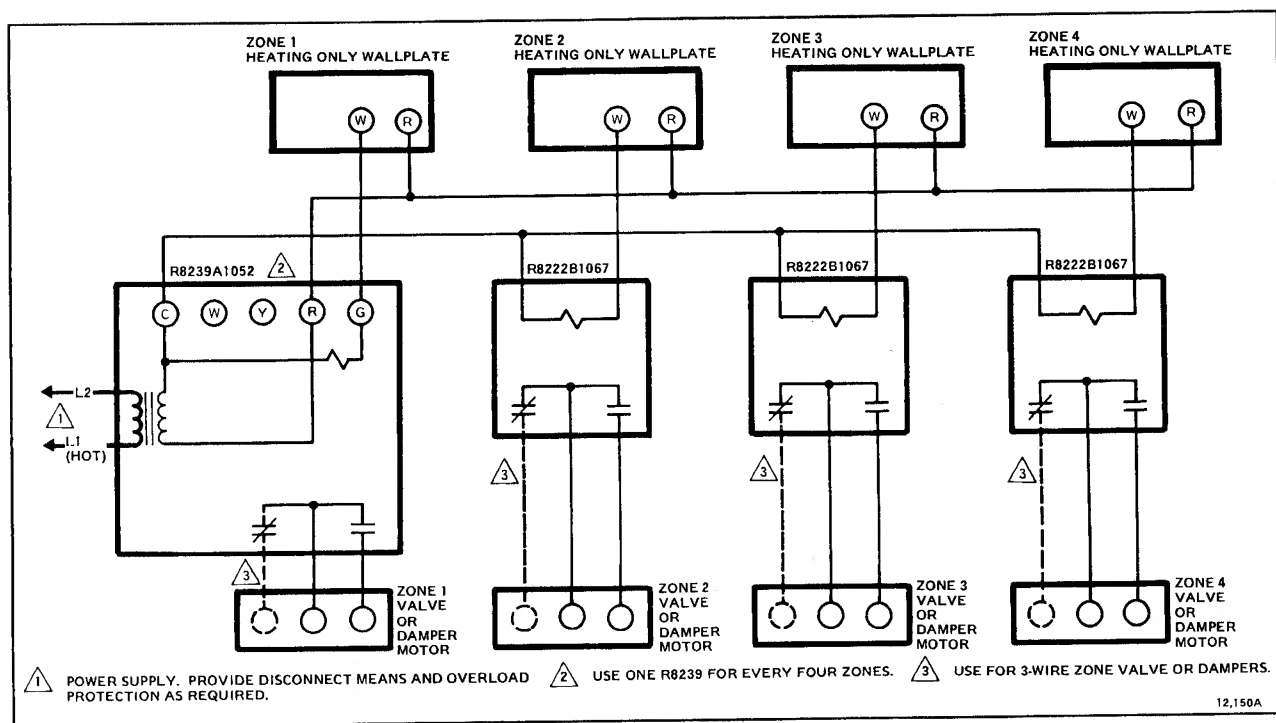 ZONE 1
HEATING ONLY WALLPLATE
ZONE 2
HEATING ONLY WALLPLATE
ZONE 3
HEATING ONLY WALLPLATE
ZONE 4
HEATING ONLY WALLPLATE
W R
W R
W R
W R
R8239A1052 2
R8222B1067
R8222B1067
R8222B1067
C W Y R G
L2
1
L1
(HOT)
3
3
3
3
ZONE 1
VALVE
OR
DAMPER
MOTOR
ZONE 2
VALVE
OR
DAMPER
MOTOR
ZONE 3
VALVE
OR
DAMPER
MOTOR
ZONE 4
VALVE
OR
DAMPER
MOTOR
1 POWER SUPPLY. PROVIDE DISCONNECT MEANS AND OVERLOAD
PROTECTION AS REQUIRED.
2 USE ONE R8239 FOR EVERY FOUR ZONES.
3 USE FOR 3-WIRE ZONE VALVE OR DAMPERS.
12,150A